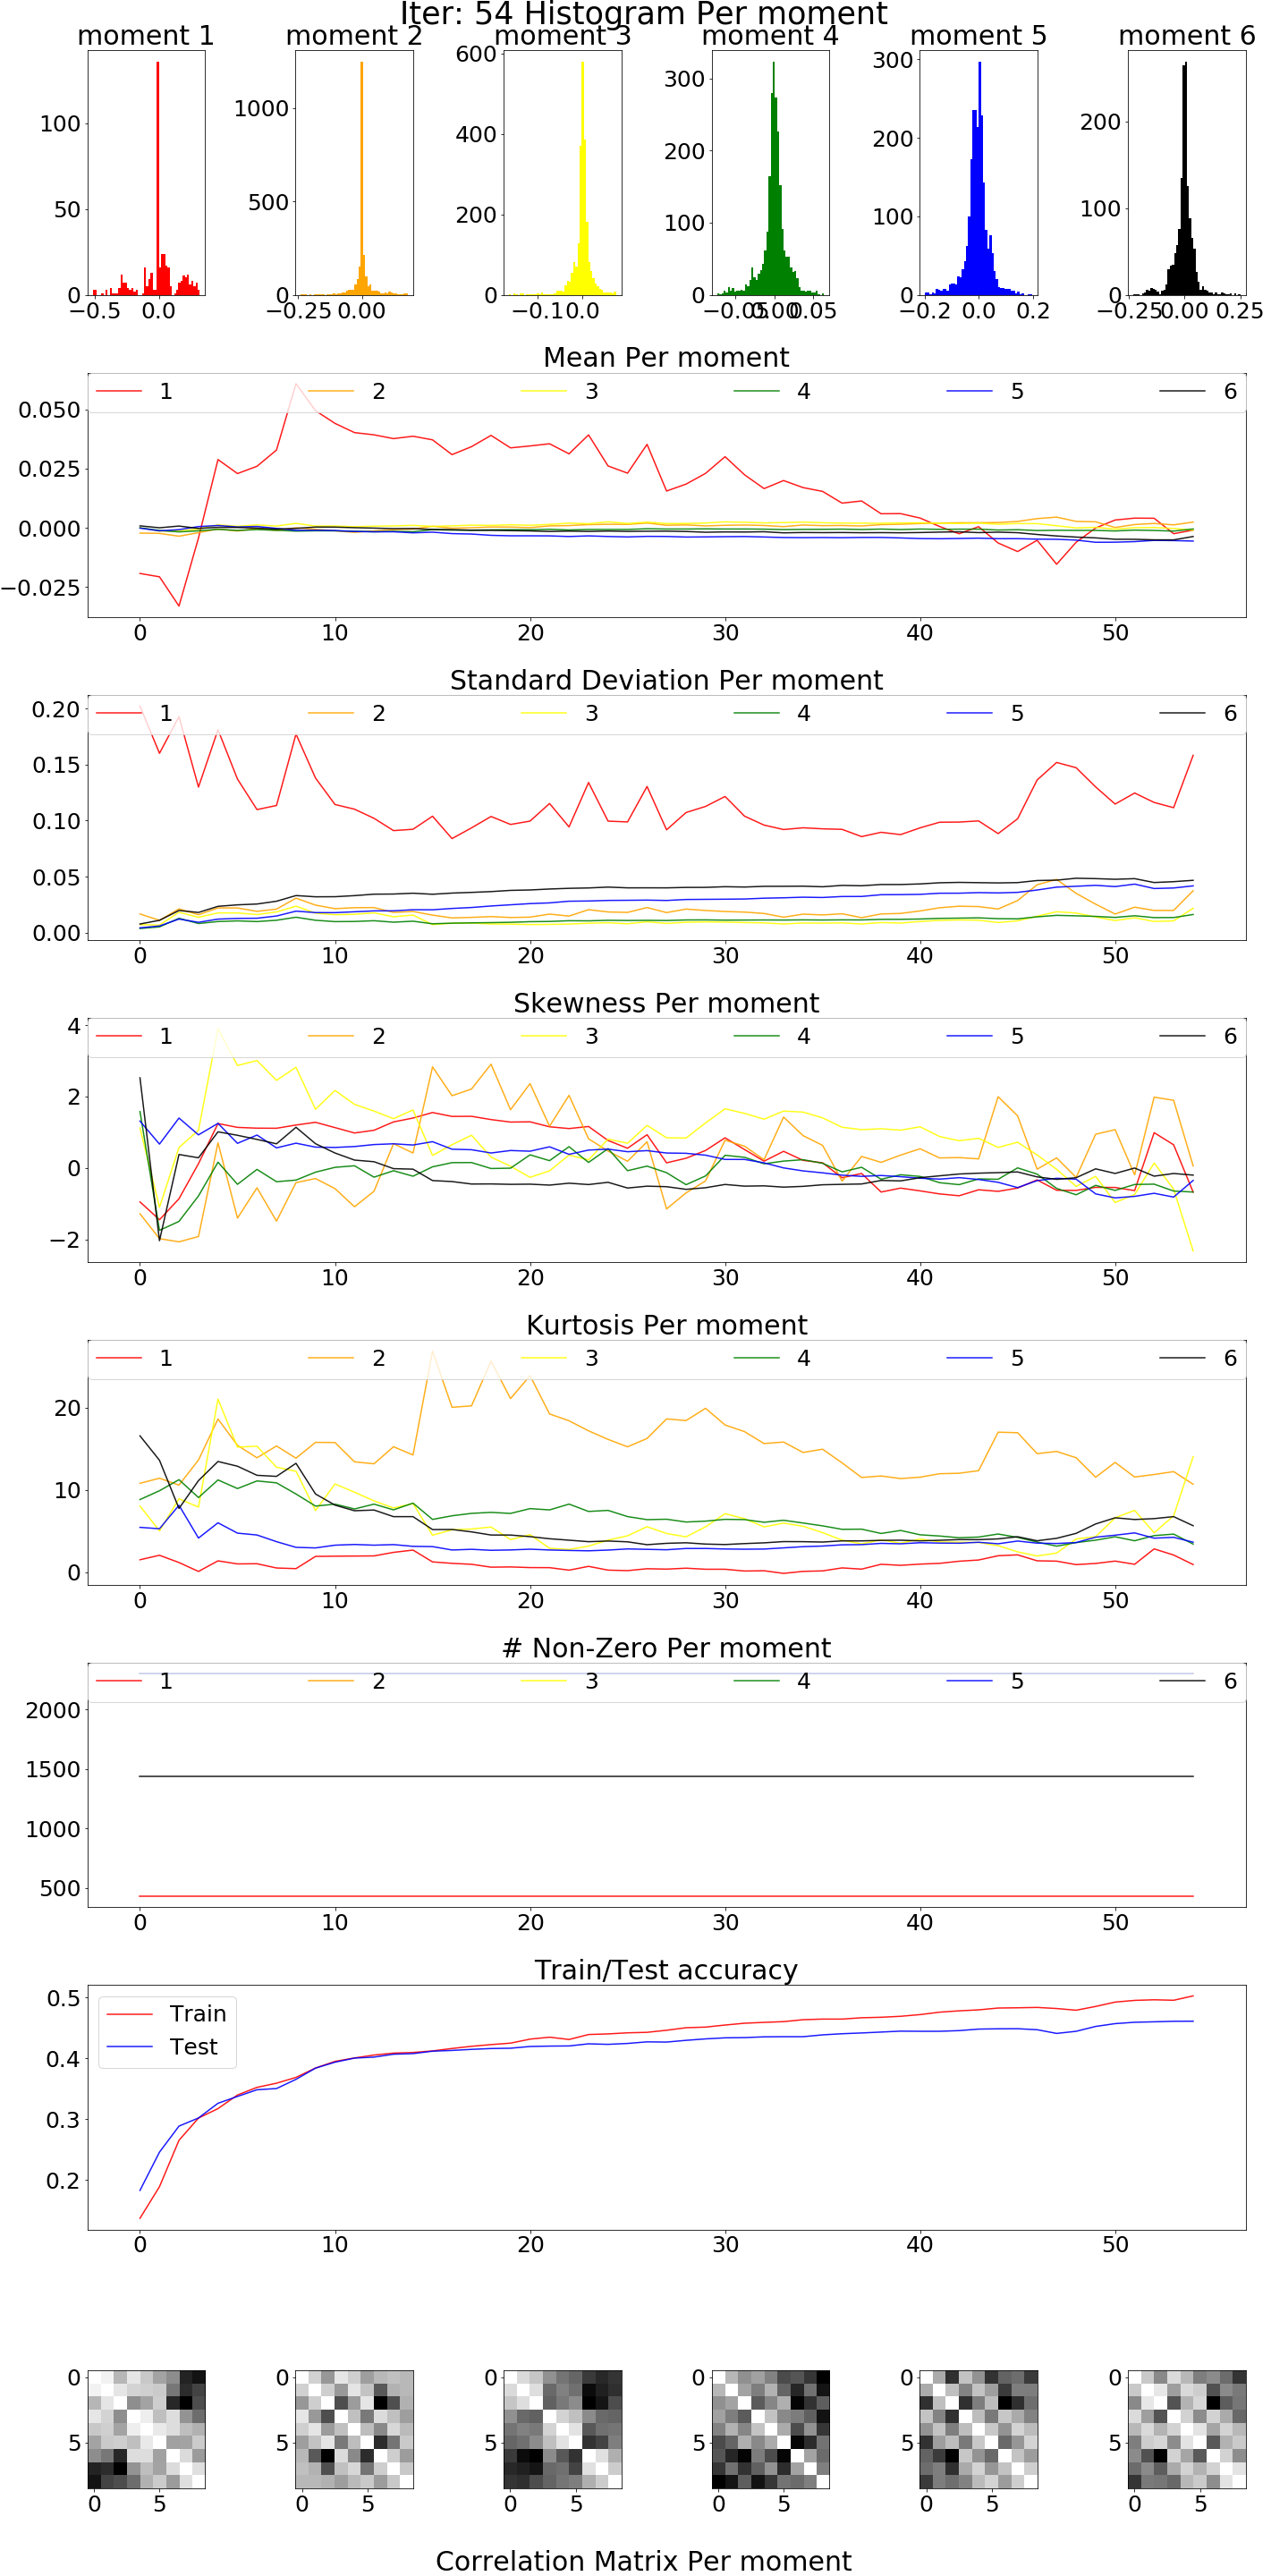 Iter: 54 Histogram Per moment
moment 1 moment 2 moment 3 moment 4 moment 5 moment 6
100
50
0
−0.5 0.0
1000
500
0
−0.25 0.00
600
400
200
0
−0.1 0.0
300
200
100
0
−0.05 0.00 0.05
300
200
100
0
−0.2 0.0 0.2
200
100
0
−0.25 0.00 0.25
Mean Per moment
1 2 3 4 5 6
0.050
0.025
0.000
−0.025
0 10 20 30 40 50
Standard Deviation Per moment
1 2 3 4 5 6
0.20
0.15
0.10
0.05
0.00
0 10 20 30 40 50
Skewness Per moment
1 2 3 4 5 6
4
2
0
−2
0 10 20 30 40 50
Kurtosis Per moment
1 2 3 4 5 6
20
10
0
0 10 20 30 40 50
# Non-Zero Per moment
1 2 3 4 5 6
2000
1500
1000
500
0 10 20 30 40 50
Train/Test accuracy
Train
Test
0.5
0.4
0.3
0.2
0 10 20 30 40 50
0 0 0 0 0 0
5 5 5 5 5 5
0 5 0 5 0 5 0 5 0 5 0 5
Correlation Matrix Per moment